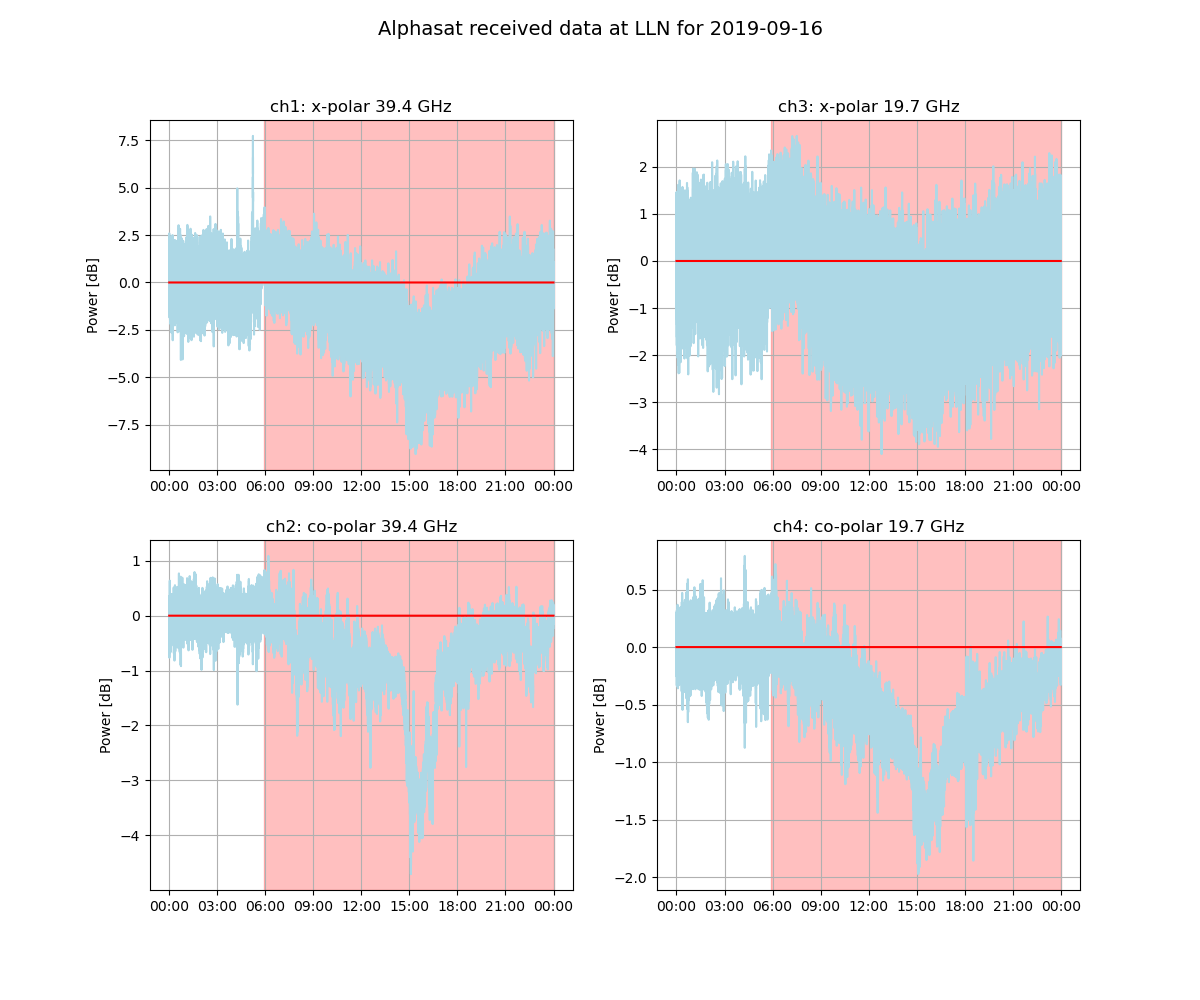 Alphasat received data at LLN for 2019-09-16
ch1: x-polar 39.4 GHz
7.5
5.0
2.5
0.0
−2.5
−5.0
−7.5
Power [dB]
00:00 03:00 06:00 09:00 12:00 15:00 18:00 21:00 00:00
ch3: x-polar 19.7 GHz
2
1
0
−1
−2
−3
−4
Power [dB]
00:00 03:00 06:00 09:00 12:00 15:00 18:00 21:00 00:00
ch2: co-polar 39.4 GHz
1
0
−1
−2
−3
−4
Power [dB]
00:00 03:00 06:00 09:00 12:00 15:00 18:00 21:00 00:00
ch4: co-polar 19.7 GHz
0.5
0.0
−0.5
−1.0
−1.5
−2.0
Power [dB]
00:00 03:00 06:00 09:00 12:00 15:00 18:00 21:00 00:00